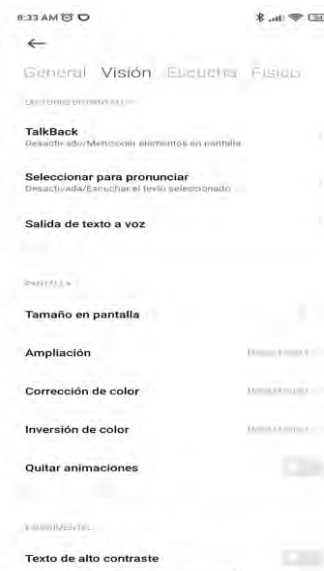 8:33 AM
General Visión Escucha Físico
TalkBack
Desactivado/Mencionar elementos en pantalla
Seleccionar para pronunciar
Desactivada/Escuchar el texto seleccionado
Salida de texto a voz
PANTALLA
Tamaño en pantalla
Ampliación
Corrección de color
Inversión de color
Quitar animaciones
Texto de alto contraste